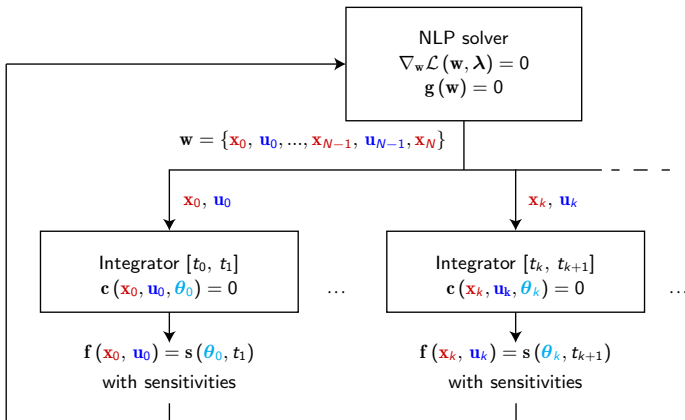 NLP solver
∇_w ℒ (w, λ) = 0
g (w) = 0
w = {x_0, u_0, ..., x_{N−1}, u_{N−1}, x_N}
x_0, u_0
x_k, u_k
Integrator [t_0, t_1]
c (x_0, u_0, θ_0) = 0
...
Integrator [t_k, t_{k+1}]
c (x_k, u_k, θ_k) = 0
...
f (x_0, u_0) = s (θ_0, t_1)
with sensitivities
f (x_k, u_k) = s (θ_k, t_{k+1})
with sensitivities